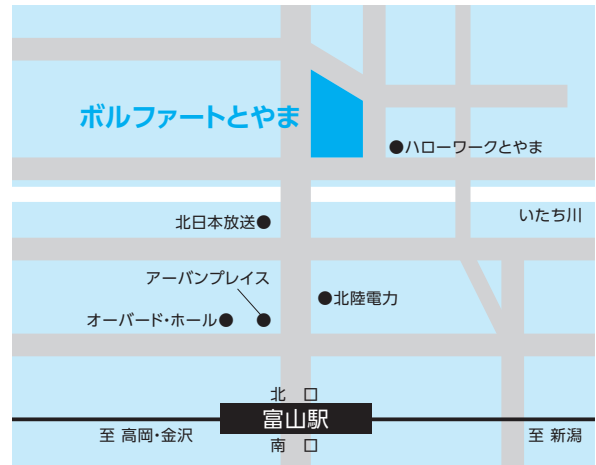 ボルファートとやま
●ハローワークとやま
いたち川
北日本放送●
アーバンプレイス
●北陸電力
オーバード・ホール●
北 口
富山駅
至 高岡・金沢
至 新潟
南 口